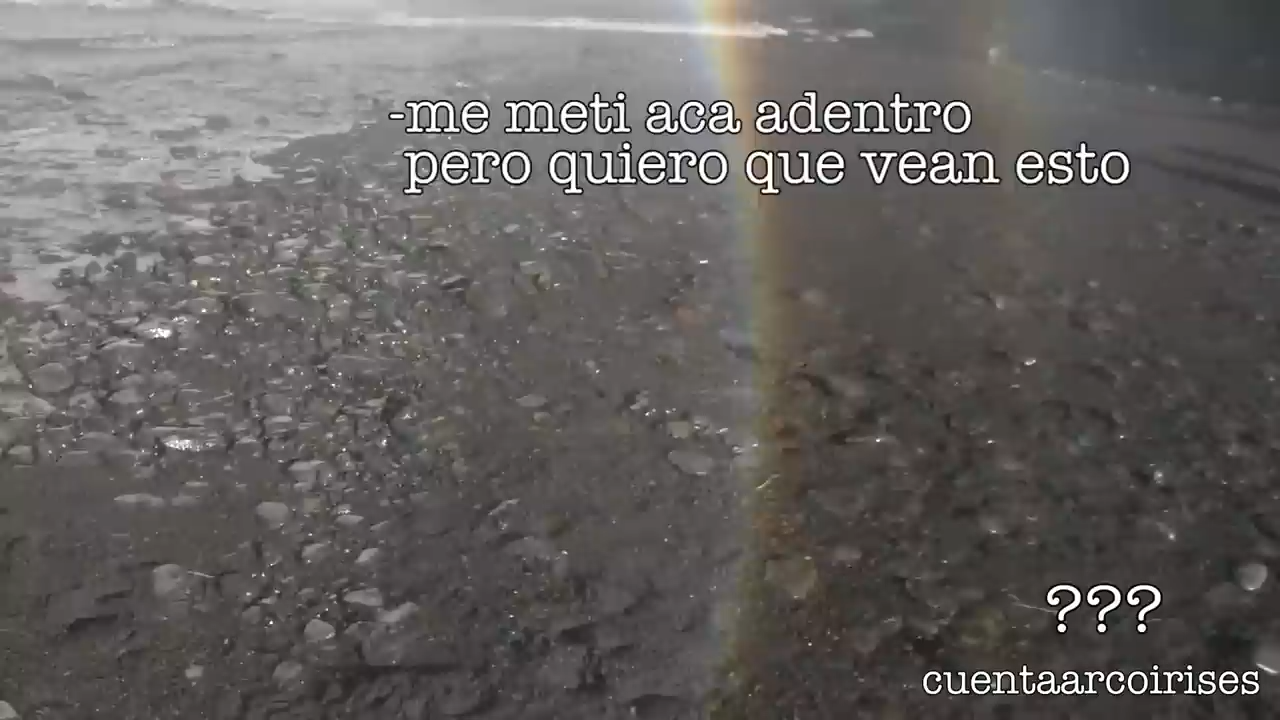 -me meti aca adentro
pero quiero que vean esto
???
cuentaarcoirises